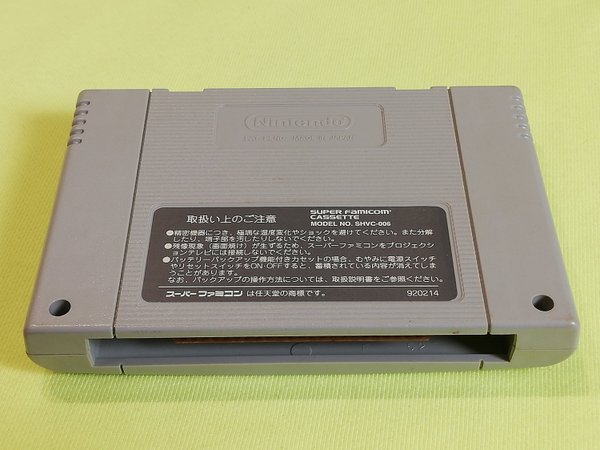 Nintendo
取扱い上のご注意
SUPER FAMICOM
CASSETTE
MODEL NO. SHVC-006
●精密機器につき、極端な温度変化やショックを避けてください。また分解
したり、端子部を汚したりしないでください。
●残像現象（画面焼け）が生ずるため、スーパーファミコンをプロジェクシ
ョンテレビには接続しないでください。
●バッテリーバックアップ機能付きカセットの場合、むやみに電源スイッチ
やリセットスイッチをON・OFFすると、蓄積されている内容が消えてしま
うことがあります。
なお、バックアップの操作方法については、取扱説明書をご参照ください。
スーパーファミコン は任天堂の商標です。
920214